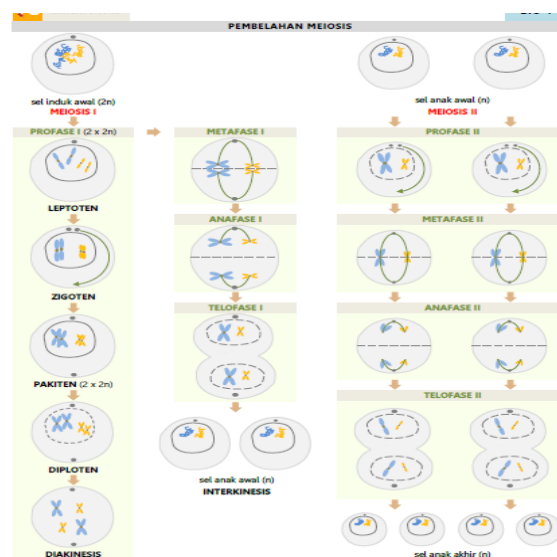 PEMBELAHAN MEIOSIS
sel induk awal (2n)
MEIOSIS I
PROFASE I (2 x 2n)
LEPTOTEN
ZIGOTEN
PAKITEN (2 x 2n)
DIPLOTEN
DIAKINESIS
METAFASE I
ANAFASE I
TELOFASE I
sel anak awal (n)
INTERKINESIS
sel anak awal (n)
MEIOSIS II
PROFASE II
METAFASE II
ANAFASE II
TELOFASE II
sel anak akhir (n)